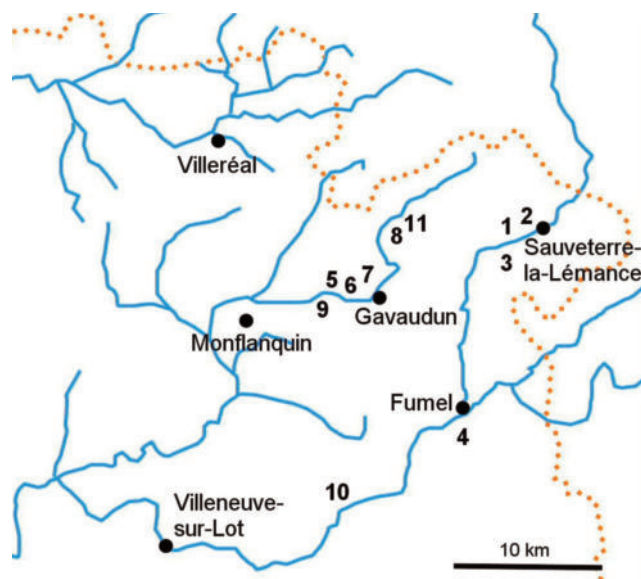 Villeréal
1
2
11
8
Sauveterre-
la-Lémance
3
5
6
7
9
Gavaudun
Monflanquin
Fumel
4
10
Villeneuve-
sur-Lot
10 km